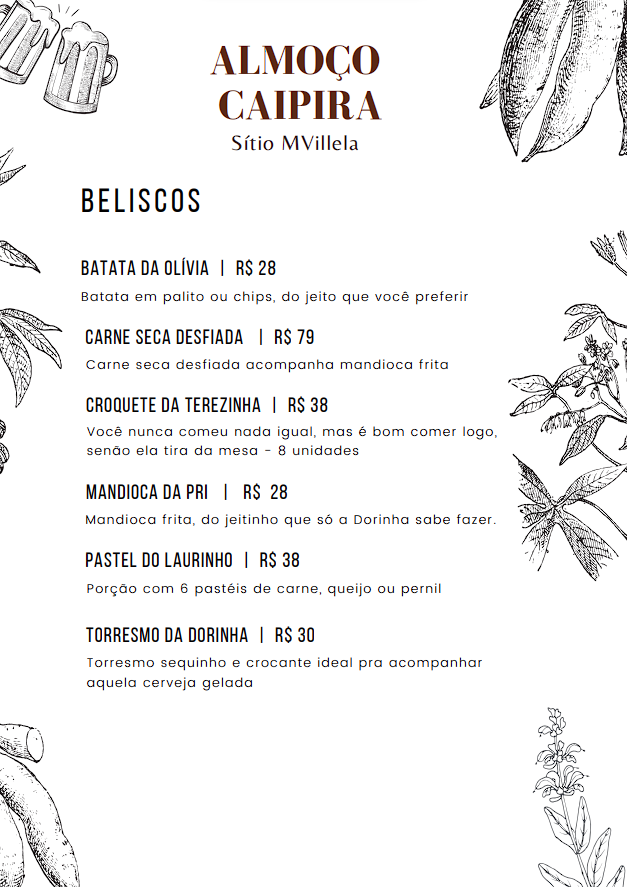 ALMOÇO
CAIPIRA
Sítio MVillela
BELISCOS
BATATA DA OLÍVIA | R$ 28
Batata em palito ou chips, do jeito que você preferir
CARNE SECA DESFIADA | R$ 79
Carne seca desfiada acompanha mandioca frita
CROQUETE DA TEREZINHA | R$ 38
Você nunca comeu nada igual, mas é bom comer logo,
senão ela tira da mesa - 8 unidades
MANDIOCA DA PRI | R$ 28
Mandioca frita, do jeitinho que só a Dorinha sabe fazer.
PASTEL DO LAURINHO | R$ 38
Porção com 6 pastéis de carne, queijo ou pernil
TORRESMO DA DORINHA | R$ 30
Torresmo sequinho e crocante ideal pra acompanhar
aquela cerveja gelada